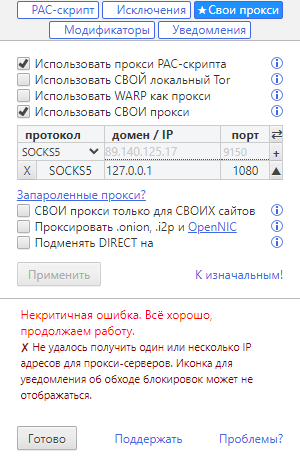 PAC-скрипт Исключения ★Свои прокси
Модификаторы Уведомления
Использовать прокси PAC-скрипта
Использовать СВОЙ локальный Tor
Использовать WARP как прокси
Использовать СВОИ прокси
протокол домен / IP порт ⇄
SOCKS5 89.140.125.17 9150 +
X SOCKS5 127.0.0.1 1080 ▲
Запароленные прокси?
СВОИ прокси только для СВОИХ сайтов
Проксировать .onion, .i2p и OpenNIC
Подменять DIRECT на
Применить К изначальным!
Некритичная ошибка. Всё хорошо,
продолжаем работу.
✗ Не удалось получить один или несколько IP
адресов для прокси-серверов. Иконка для
уведомления об обходе блокировок может не
отображаться.
Готово Поддержать Проблемы?